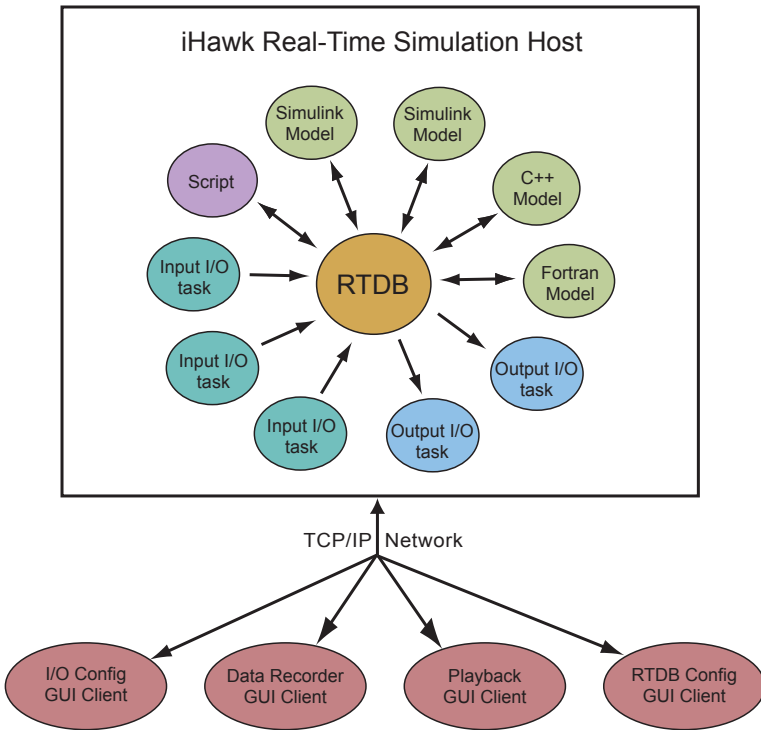 iHawk Real-Time Simulation Host
Simulink
Model
Simulink
Model
Script
C++
Model
Input I/O
task
RTDB
Fortran
Model
Input I/O
task
Output I/O
task
Input I/O
task
Output I/O
task
TCP/IP Network
I/O Config
GUI Client
Data Recorder
GUI Client
Playback
GUI Client
RTDB Config
GUI Client